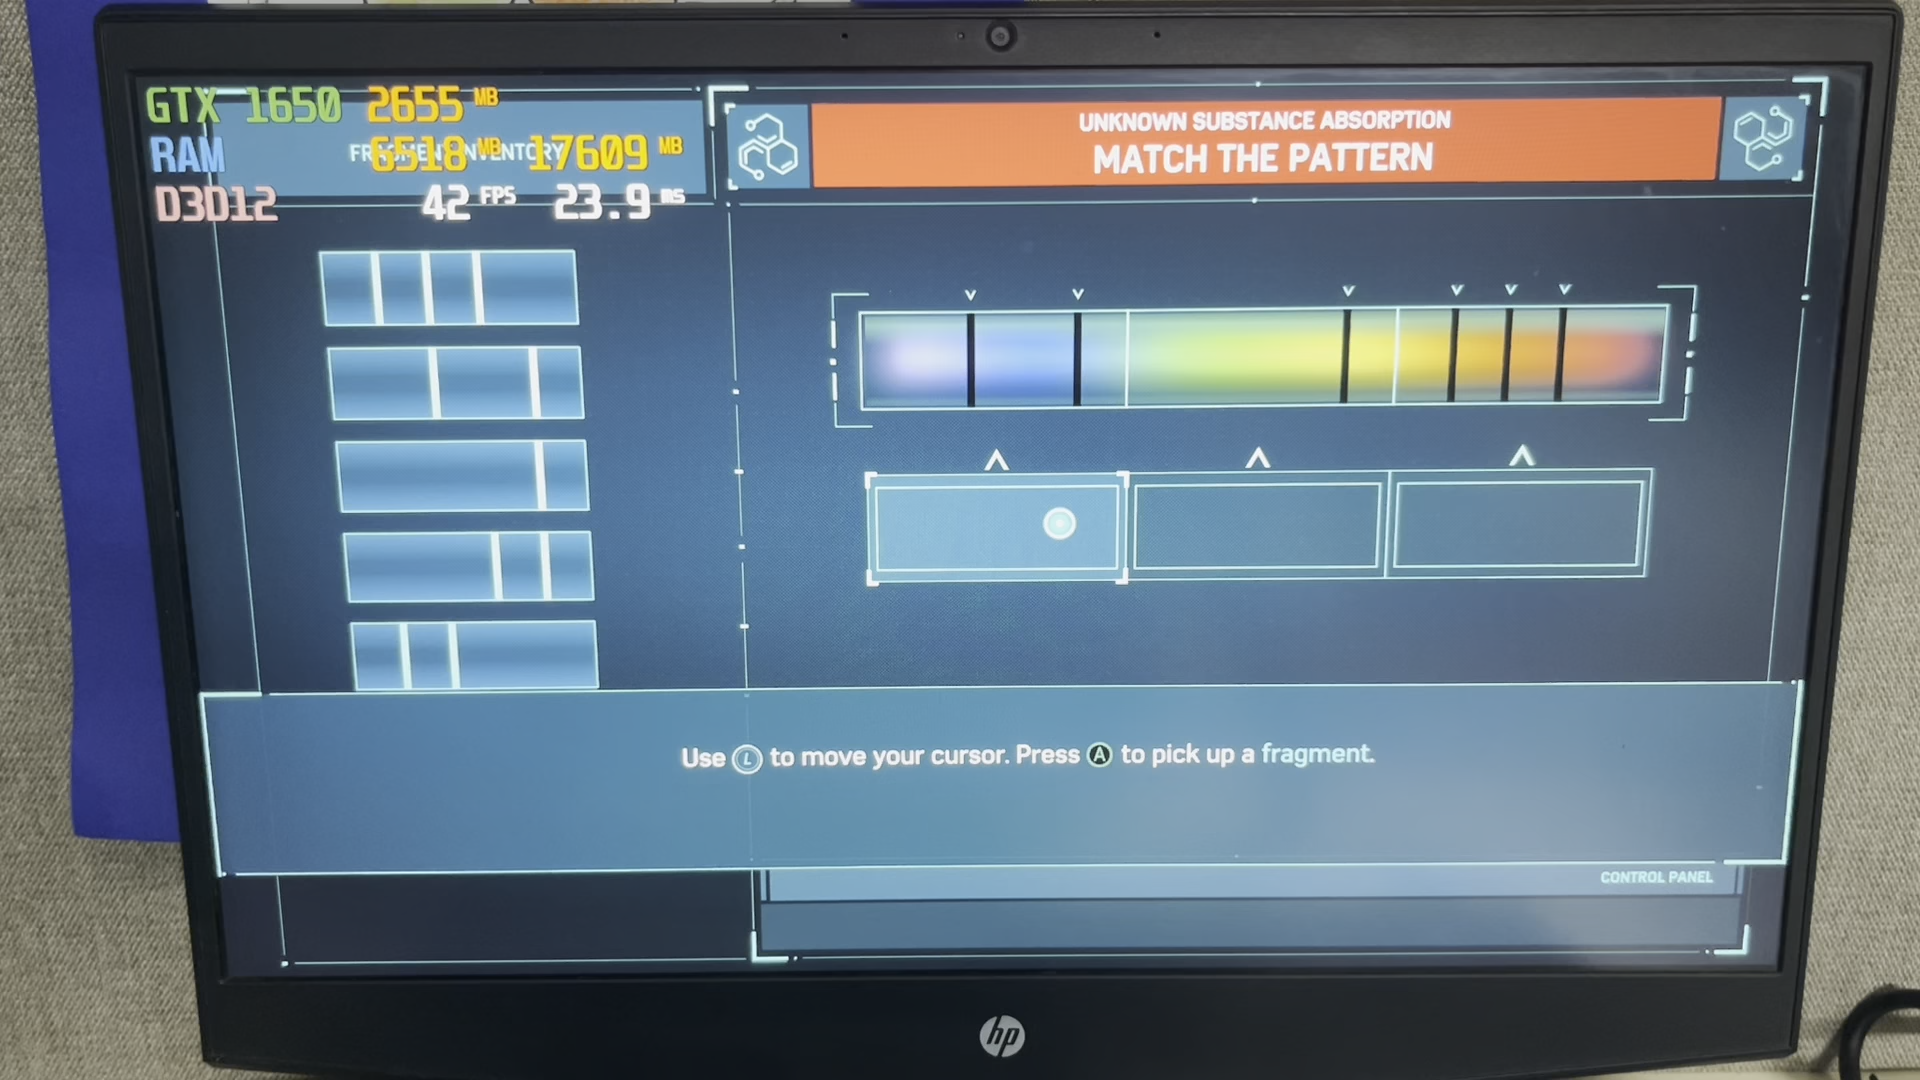 GTX 1650 2655 MB
RAM 6518 MB 17609 MB
D3D12 42 FPS 23.9 ms
UNKNOWN SUBSTANCE ABSORPTION
MATCH THE PATTERN
Use L to move your cursor. Press A to pick up a fragment.
CONTROL PANEL
hp